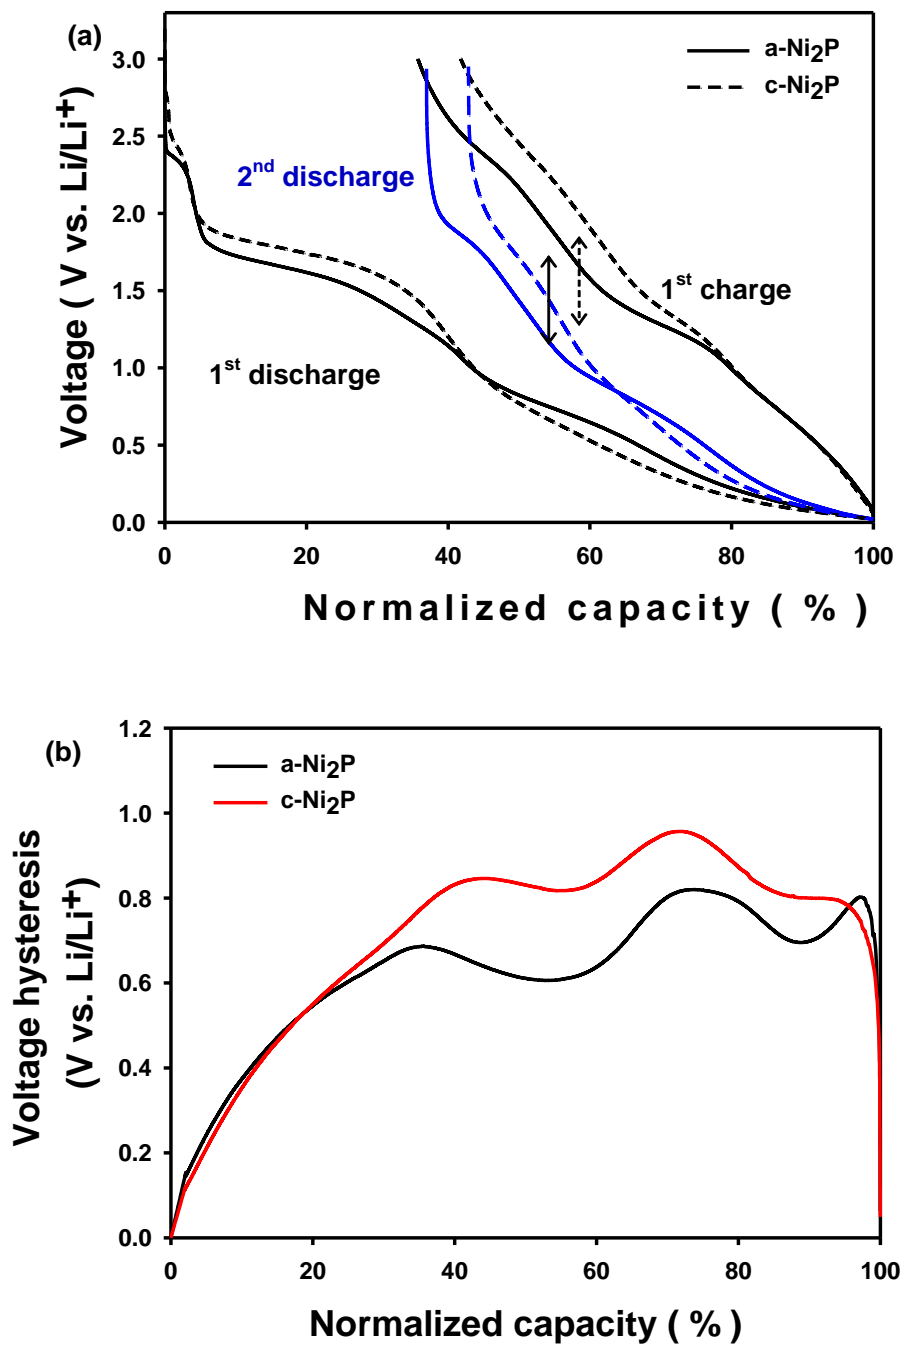 (a)
a-Ni₂P
c-Ni₂P
3.0
2.5
2.0
1.5
1.0
0.5
0.0
Voltage ( V vs. Li/Li⁺)
2ⁿᵈ discharge
1ˢᵗ charge
1ˢᵗ discharge
0 20 40 60 80 100
Normalized capacity ( % )
(b)
a-Ni₂P
c-Ni₂P
1.2
1.0
0.8
0.6
0.4
0.2
0.0
Voltage hysteresis
(V vs. Li/Li⁺)
0 20 40 60 80 100
Normalized capacity ( % )